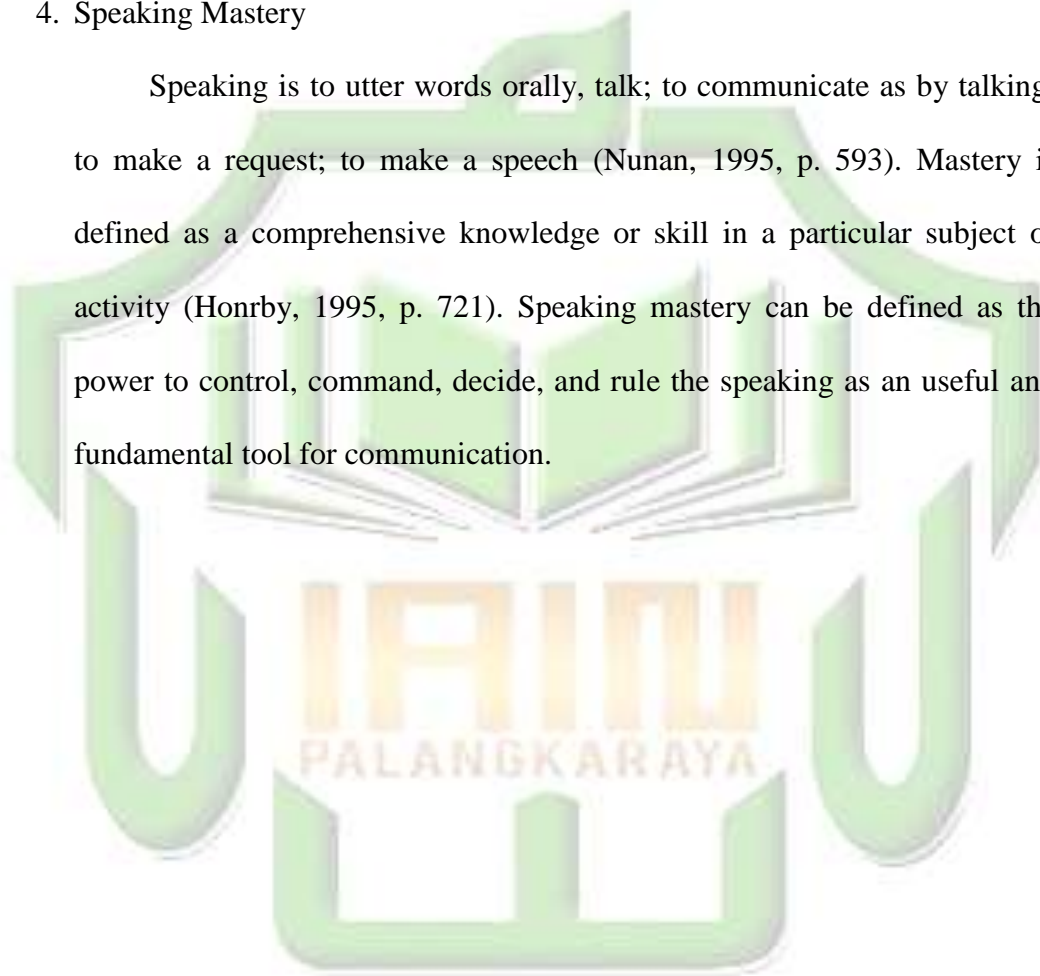 4. Speaking Mastery
Speaking is to utter words orally, talk; to communicate as by talking
to make a request; to make a speech (Nunan, 1995, p. 593). Mastery i
defined as a comprehensive knowledge or skill in a particular subject o
activity (Honrby, 1995, p. 721). Speaking mastery can be defined as th
power to control, command, decide, and rule the speaking as an useful an
fundamental tool for communication.
IAIN
PALANGKARAYA